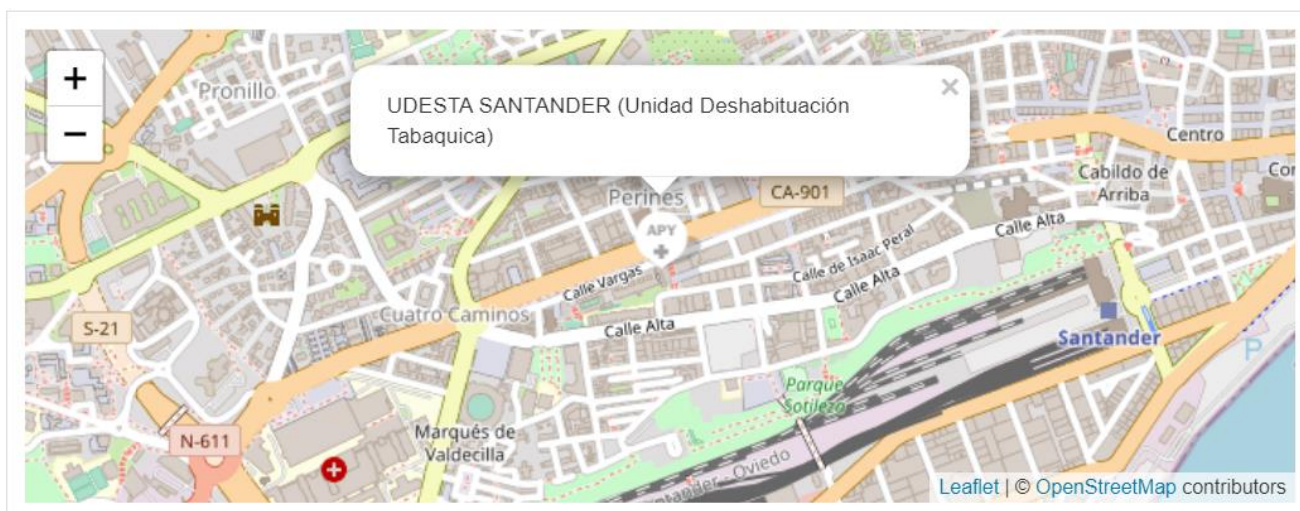 +
−
Pronillo
UDESTA SANTANDER (Unidad Deshabituación
Tabaquica)
×
Centro
Cabildo de
Arriba
Perines
CA-901
APY
+
Calle Alta
Calle de Isaac Peral
Calle Vargas
Calle Alta
Cuatro Caminos
Calle Alta
S-21
Santander
P
Parque
Sotileza
N-611
Marqués de
Valdecilla
Santander - Oviedo
Leaflet | © OpenStreetMap contributors